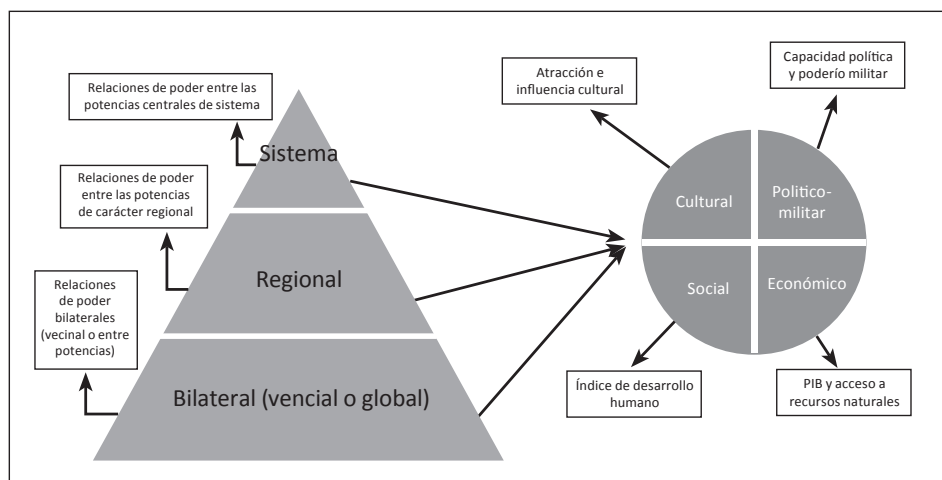 Relaciones de poder entre las
potencias centrales de sistema
Sistema
Relaciones de poder
entre las potencias
de carácter regional
Regional
Relaciones
de poder
bilaterales
(vecinal o entre
potencias)
Bilateral (vencial o global)
Atracción e
influencia cultural
Capacidad política
y poderío militar
Cultural
Politico-
militar
Social
Económico
Índice de desarrollo
humano
PIB y acceso a
recursos naturales